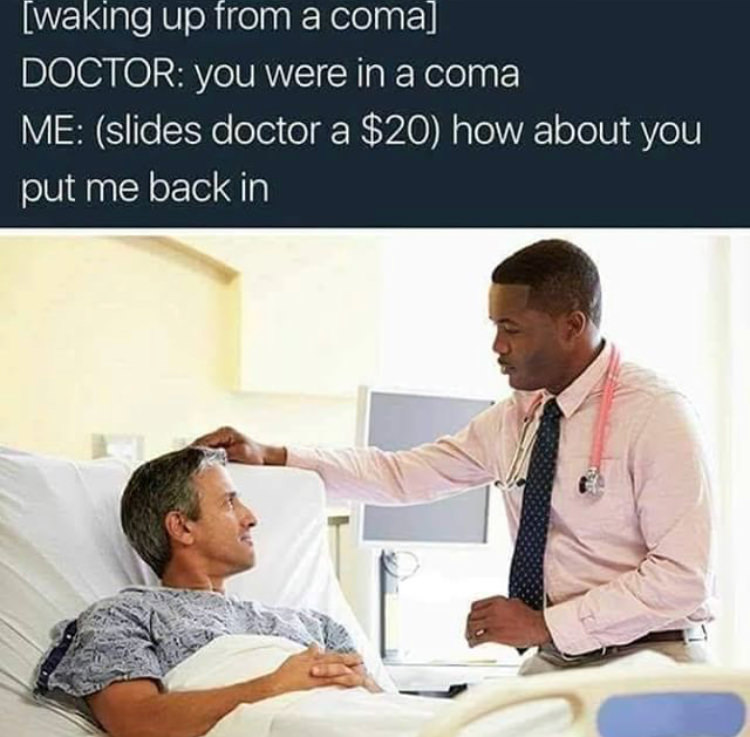 [waking up from a coma]
DOCTOR: you were in a coma
ME: (slides doctor a $20) how about you
put me back in